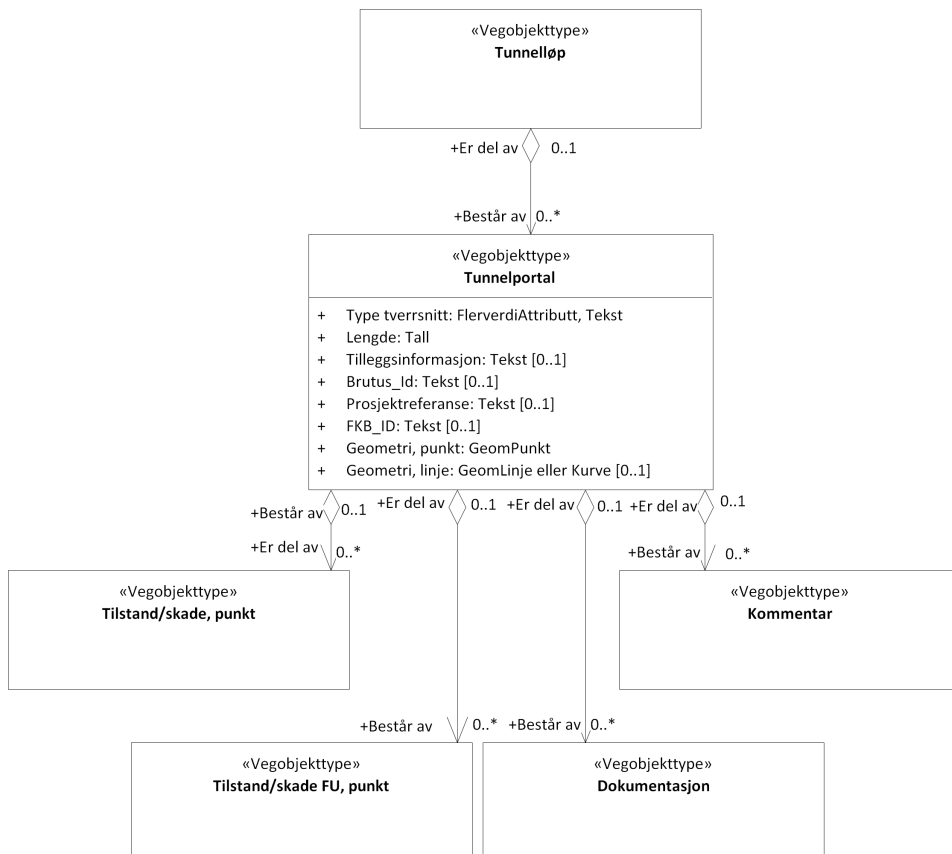 «Vegobjekttype»
Tunnelløp
+Er del av 0..1
+Består av 0..*
«Vegobjekttype»
Tunnelportal
+ Type tverrsnitt: FlerverdiAttributt, Tekst
+ Lengde: Tall
+ Tilleggsinformasjon: Tekst [0..1]
+ Brutus_Id: Tekst [0..1]
+ Prosjektreferanse: Tekst [0..1]
+ FKB_ID: Tekst [0..1]
+ Geometri, punkt: GeomPunkt
+ Geometri, linje: GeomLinje eller Kurve [0..1]
+Består av 0..1 +Er del av 0..1 +Er del av 0..1 +Er del av 0..1
+Er del av 0..* +Består av 0..*
«Vegobjekttype»
Tilstand/skade, punkt
«Vegobjekttype»
Kommentar
+Består av 0..* +Består av 0..*
«Vegobjekttype»
Tilstand/skade FU, punkt
«Vegobjekttype»
Dokumentasjon